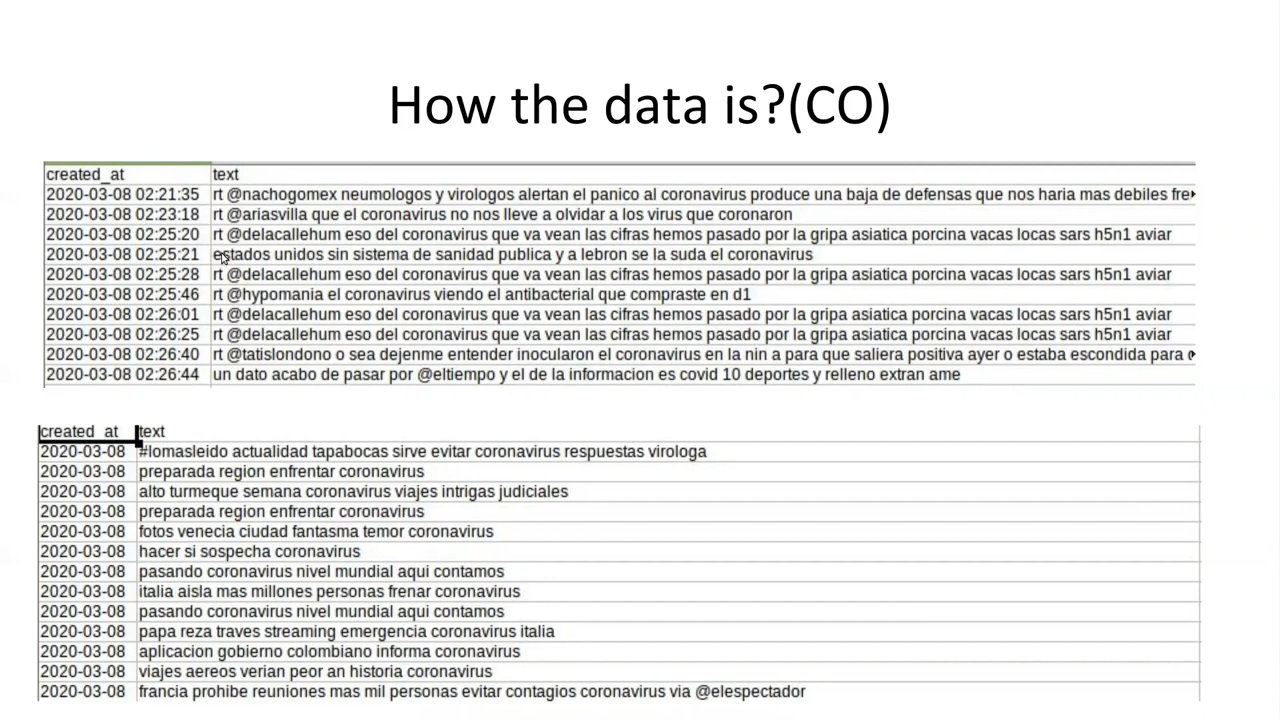 How the data is?(CO)
created_at text
2020-03-08 02:21:35 rt @nachogomex neumologos y virologos alertan el panico al coronavirus produce una baja de defensas que nos haria mas debiles fre
2020-03-08 02:23:18 rt @ariasvilla que el coronavirus no nos lleve a olvidar a los virus que coronaron
2020-03-08 02:25:20 rt @delacallehum eso del coronavirus que va vean las cifras hemos pasado por la gripa asiatica porcina vacas locas sars h5n1 aviar
2020-03-08 02:25:21 estados unidos sin sistema de sanidad publica y a lebron se la suda el coronavirus
2020-03-08 02:25:28 rt @delacallehum eso del coronavirus que va vean las cifras hemos pasado por la gripa asiatica porcina vacas locas sars h5n1 aviar
2020-03-08 02:25:46 rt @hypomania el coronavirus viendo el antibacterial que compraste en d1
2020-03-08 02:26:01 rt @delacallehum eso del coronavirus que va vean las cifras hemos pasado por la gripa asiatica porcina vacas locas sars h5n1 aviar
2020-03-08 02:26:25 rt @delacallehum eso del coronavirus que va vean las cifras hemos pasado por la gripa asiatica porcina vacas locas sars h5n1 aviar
2020-03-08 02:26:40 rt @tatislondono o sea dejenme entender inocularon el coronavirus en la nin a para que saliera positiva ayer o estaba escondida para
2020-03-08 02:26:44 un dato acabo de pasar por @eltiempo y el de la informacion es covid 10 deportes y relleno extran ame
created_at text
2020-03-08 #lomasleido actualidad tapabocas sirve evitar coronavirus respuestas virologa
2020-03-08 preparada region enfrentar coronavirus
2020-03-08 alto turmeque semana coronavirus viajes intrigas judiciales
2020-03-08 preparada region enfrentar coronavirus
2020-03-08 fotos venecia ciudad fantasma temor coronavirus
2020-03-08 hacer si sospecha coronavirus
2020-03-08 pasando coronavirus nivel mundial aqui contamos
2020-03-08 italia aisla mas millones personas frenar coronavirus
2020-03-08 pasando coronavirus nivel mundial aqui contamos
2020-03-08 papa reza traves streaming emergencia coronavirus italia
2020-03-08 aplicacion gobierno colombiano informa coronavirus
2020-03-08 viajes aereos verian peor an historia coronavirus
2020-03-08 francia prohibe reuniones mas mil personas evitar contagios coronavirus via @elespectador